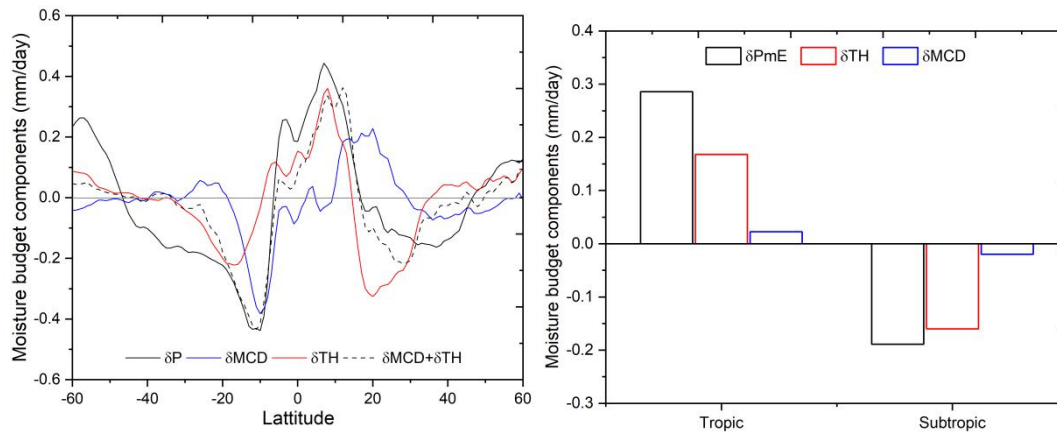 Moisture budget components (mm/day)
0.6
0.4
0.2
0.0
-0.2
-0.4
-0.6
δP δMCD δTH δMCD+δTH
-60 -40 -20 0 20 40 60
Lattitude
Moisture budget components (mm/day)
δPmE δTH δMCD
0.3
0.2
0.1
0.0
-0.1
-0.2
-0.3
Tropic Subtropic